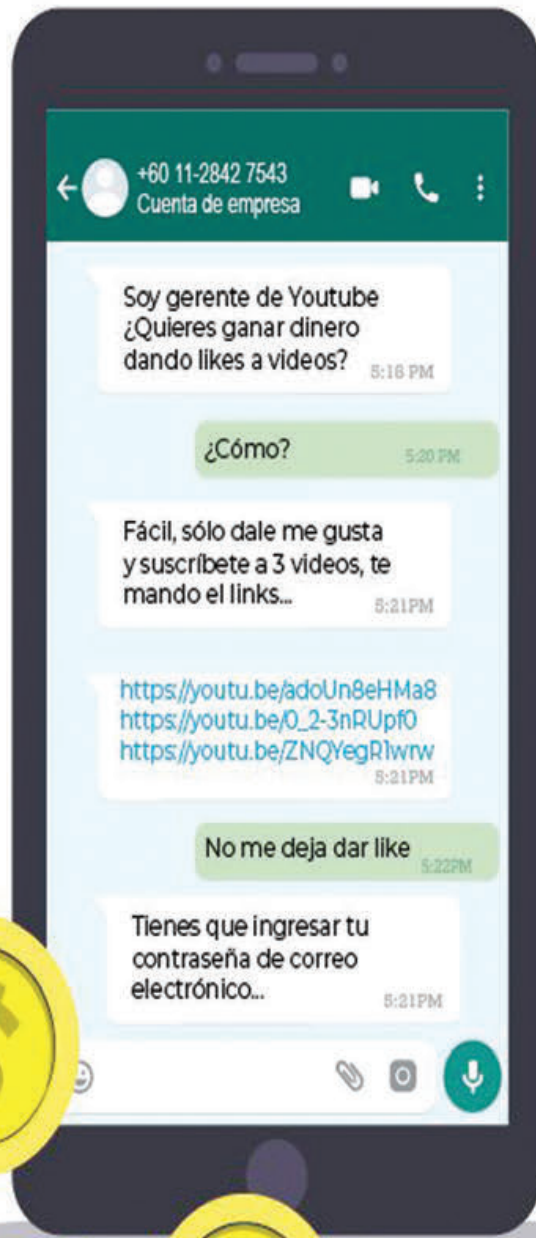 +60 11-2842 7543
Cuenta de empresa
Soy gerente de Youtube
¿Quieres ganar dinero
dando likes a videos?
5:18 PM
¿Cómo?
5:20 PM
Fácil, sólo dale me gusta
y suscríbete a 3 videos, te
mando el links...
5:21PM
https://youtu.be/adoUn8eHMa8
https://youtu.be/0_2-3nRUpf0
https://youtu.be/ZNQYegR1wrw
5:21PM
No me deja dar like
5:22PM
Tienes que ingresar tu
contraseña de correo
electrónico...
5:21PM